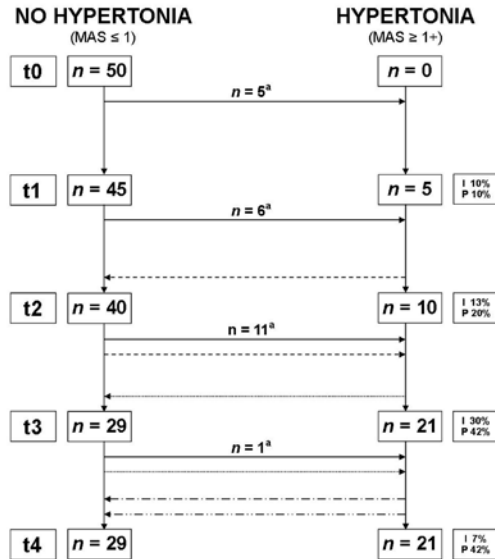 NO HYPERTONIA HYPERTONIA
(MAS ≤ 1) (MAS ≥ 1+)
t0 n = 50 n = 0
n = 5ᵃ
t1 n = 45 n = 5 I 10%
P 10%
n = 6ᵃ
t2 n = 40 n = 10 I 13%
P 20%
n = 11ᵃ
t3 n = 29 n = 21 I 30%
P 42%
n = 1ᵃ
t4 n = 29 n = 21 I 7%
P 42%